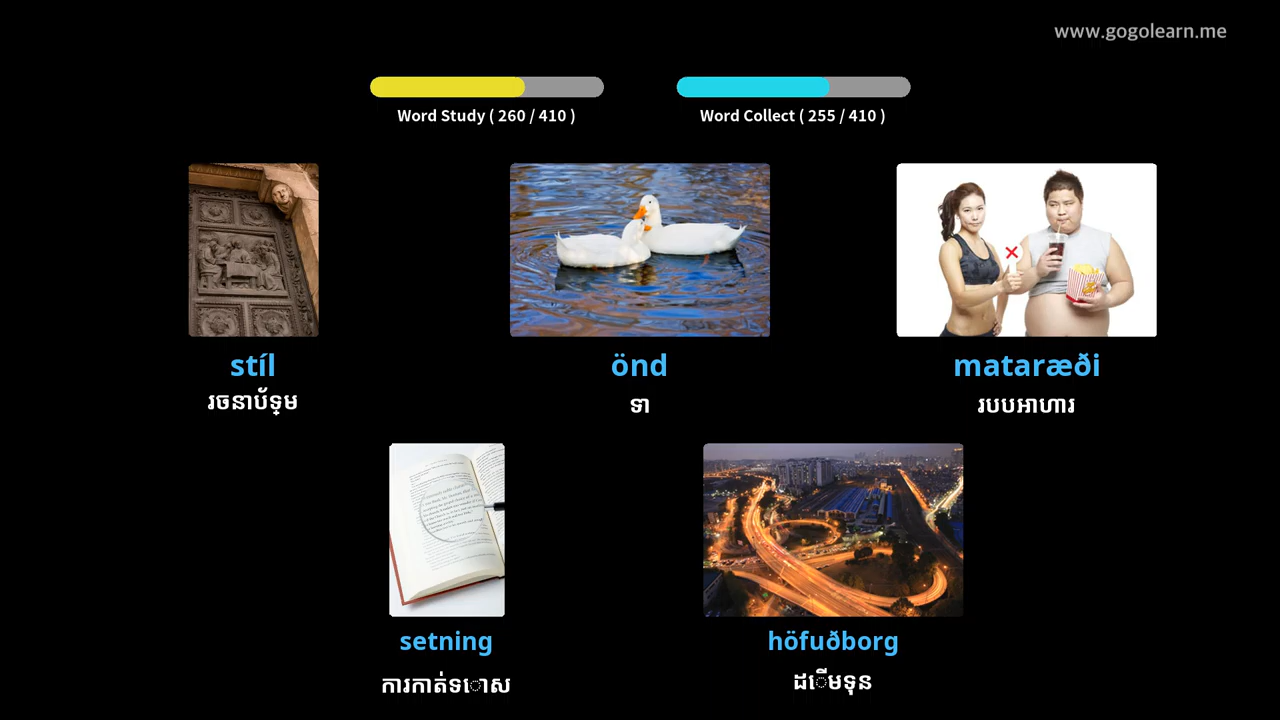 www.gogolearn.me
Word Study ( 260 / 410 )
Word Collect ( 255 / 410 )
stíl
រចនាប័ទ្ម
önd
ទា
mataræði
របបអាហារ
setning
ការកាត់ទោស
höfuðborg
ដើមទុន